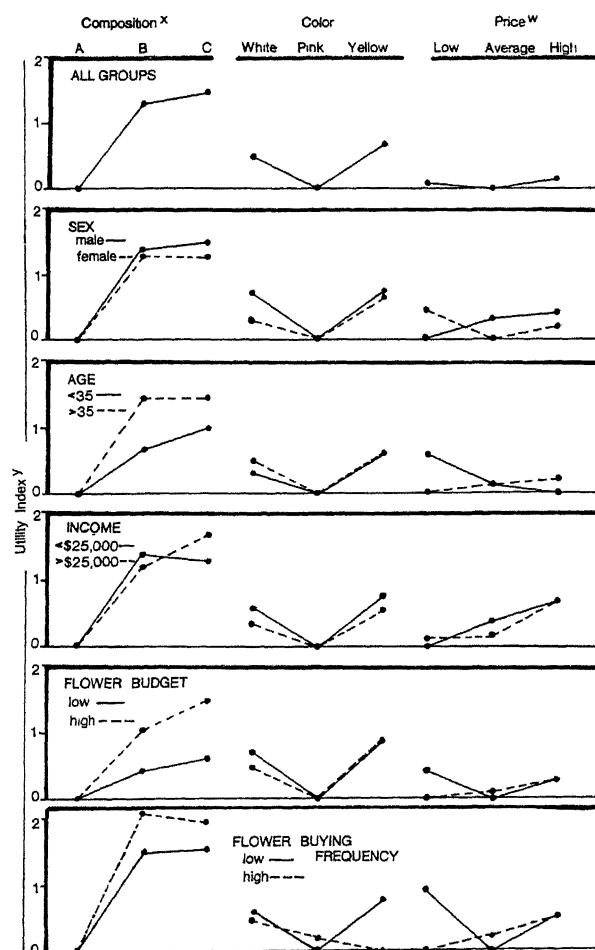 Composition x Color Price w
A B C White Pink Yellow Low Average High
2
ALL GROUPS
1
0
2
SEX
male
female
1
0
2
AGE
<35
>35
1
0
Utility Index y
2
INCOME
<$25,000
>$25,000
1
0
2
FLOWER BUDGET
low
high
1
0
2
FLOWER BUYING
low FREQUENCY
high
1
0